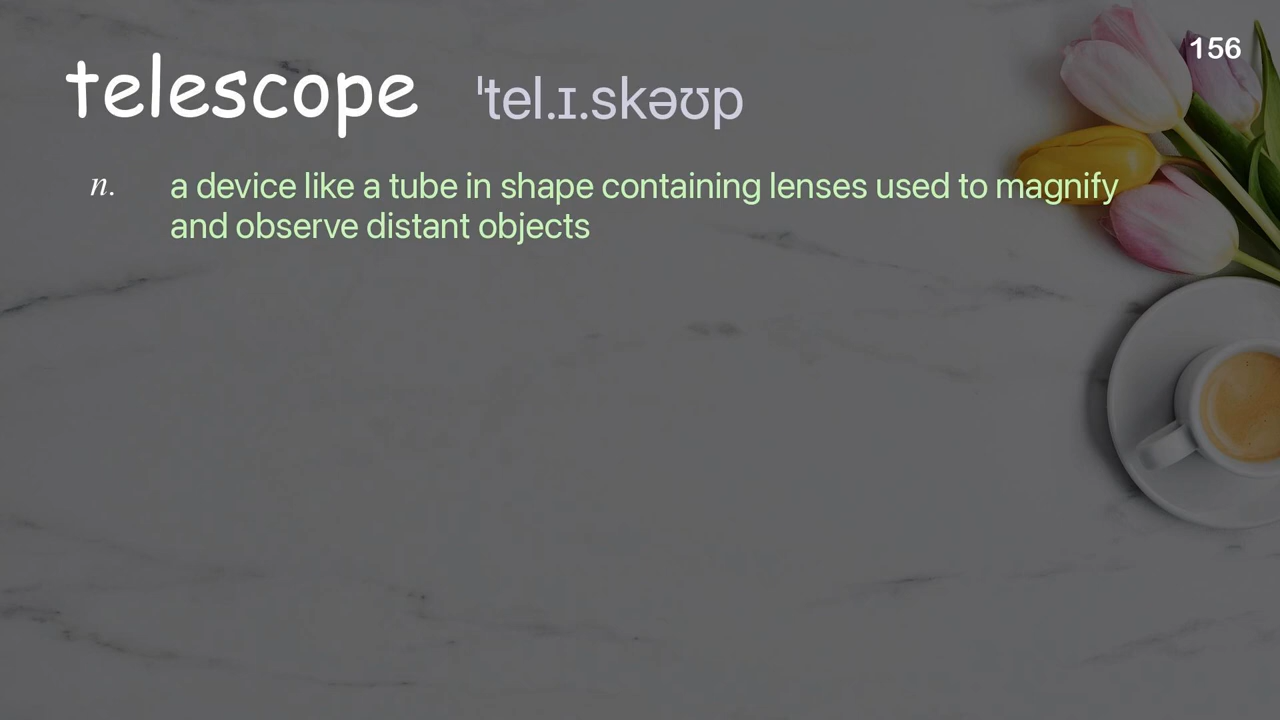 156
telescope ˈtel.ɪ.skəʊp
n. a device like a tube in shape containing lenses used to magnify
and observe distant objects